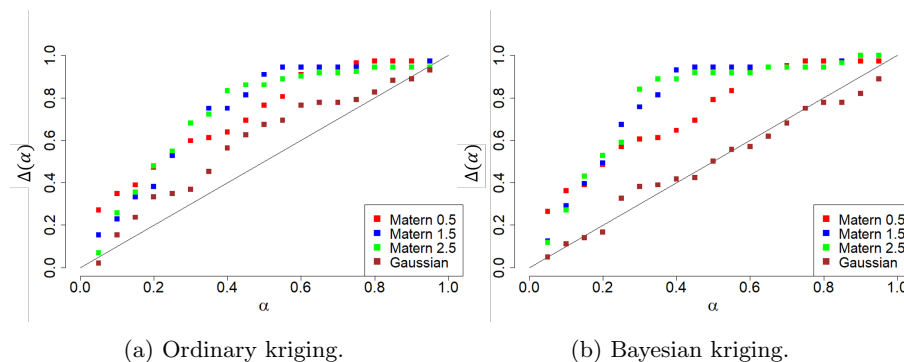 Δ(α)
1.0
0.8
0.6
0.4
0.2
0.0
0.0 0.2 0.4 0.6 0.8 1.0
α
Matern 0.5
Matern 1.5
Matern 2.5
Gaussian
(a) Ordinary kriging.
Δ(α)
1.0
0.8
0.6
0.4
0.2
0.0
0.0 0.2 0.4 0.6 0.8 1.0
α
Matern 0.5
Matern 1.5
Matern 2.5
Gaussian
(b) Bayesian kriging.